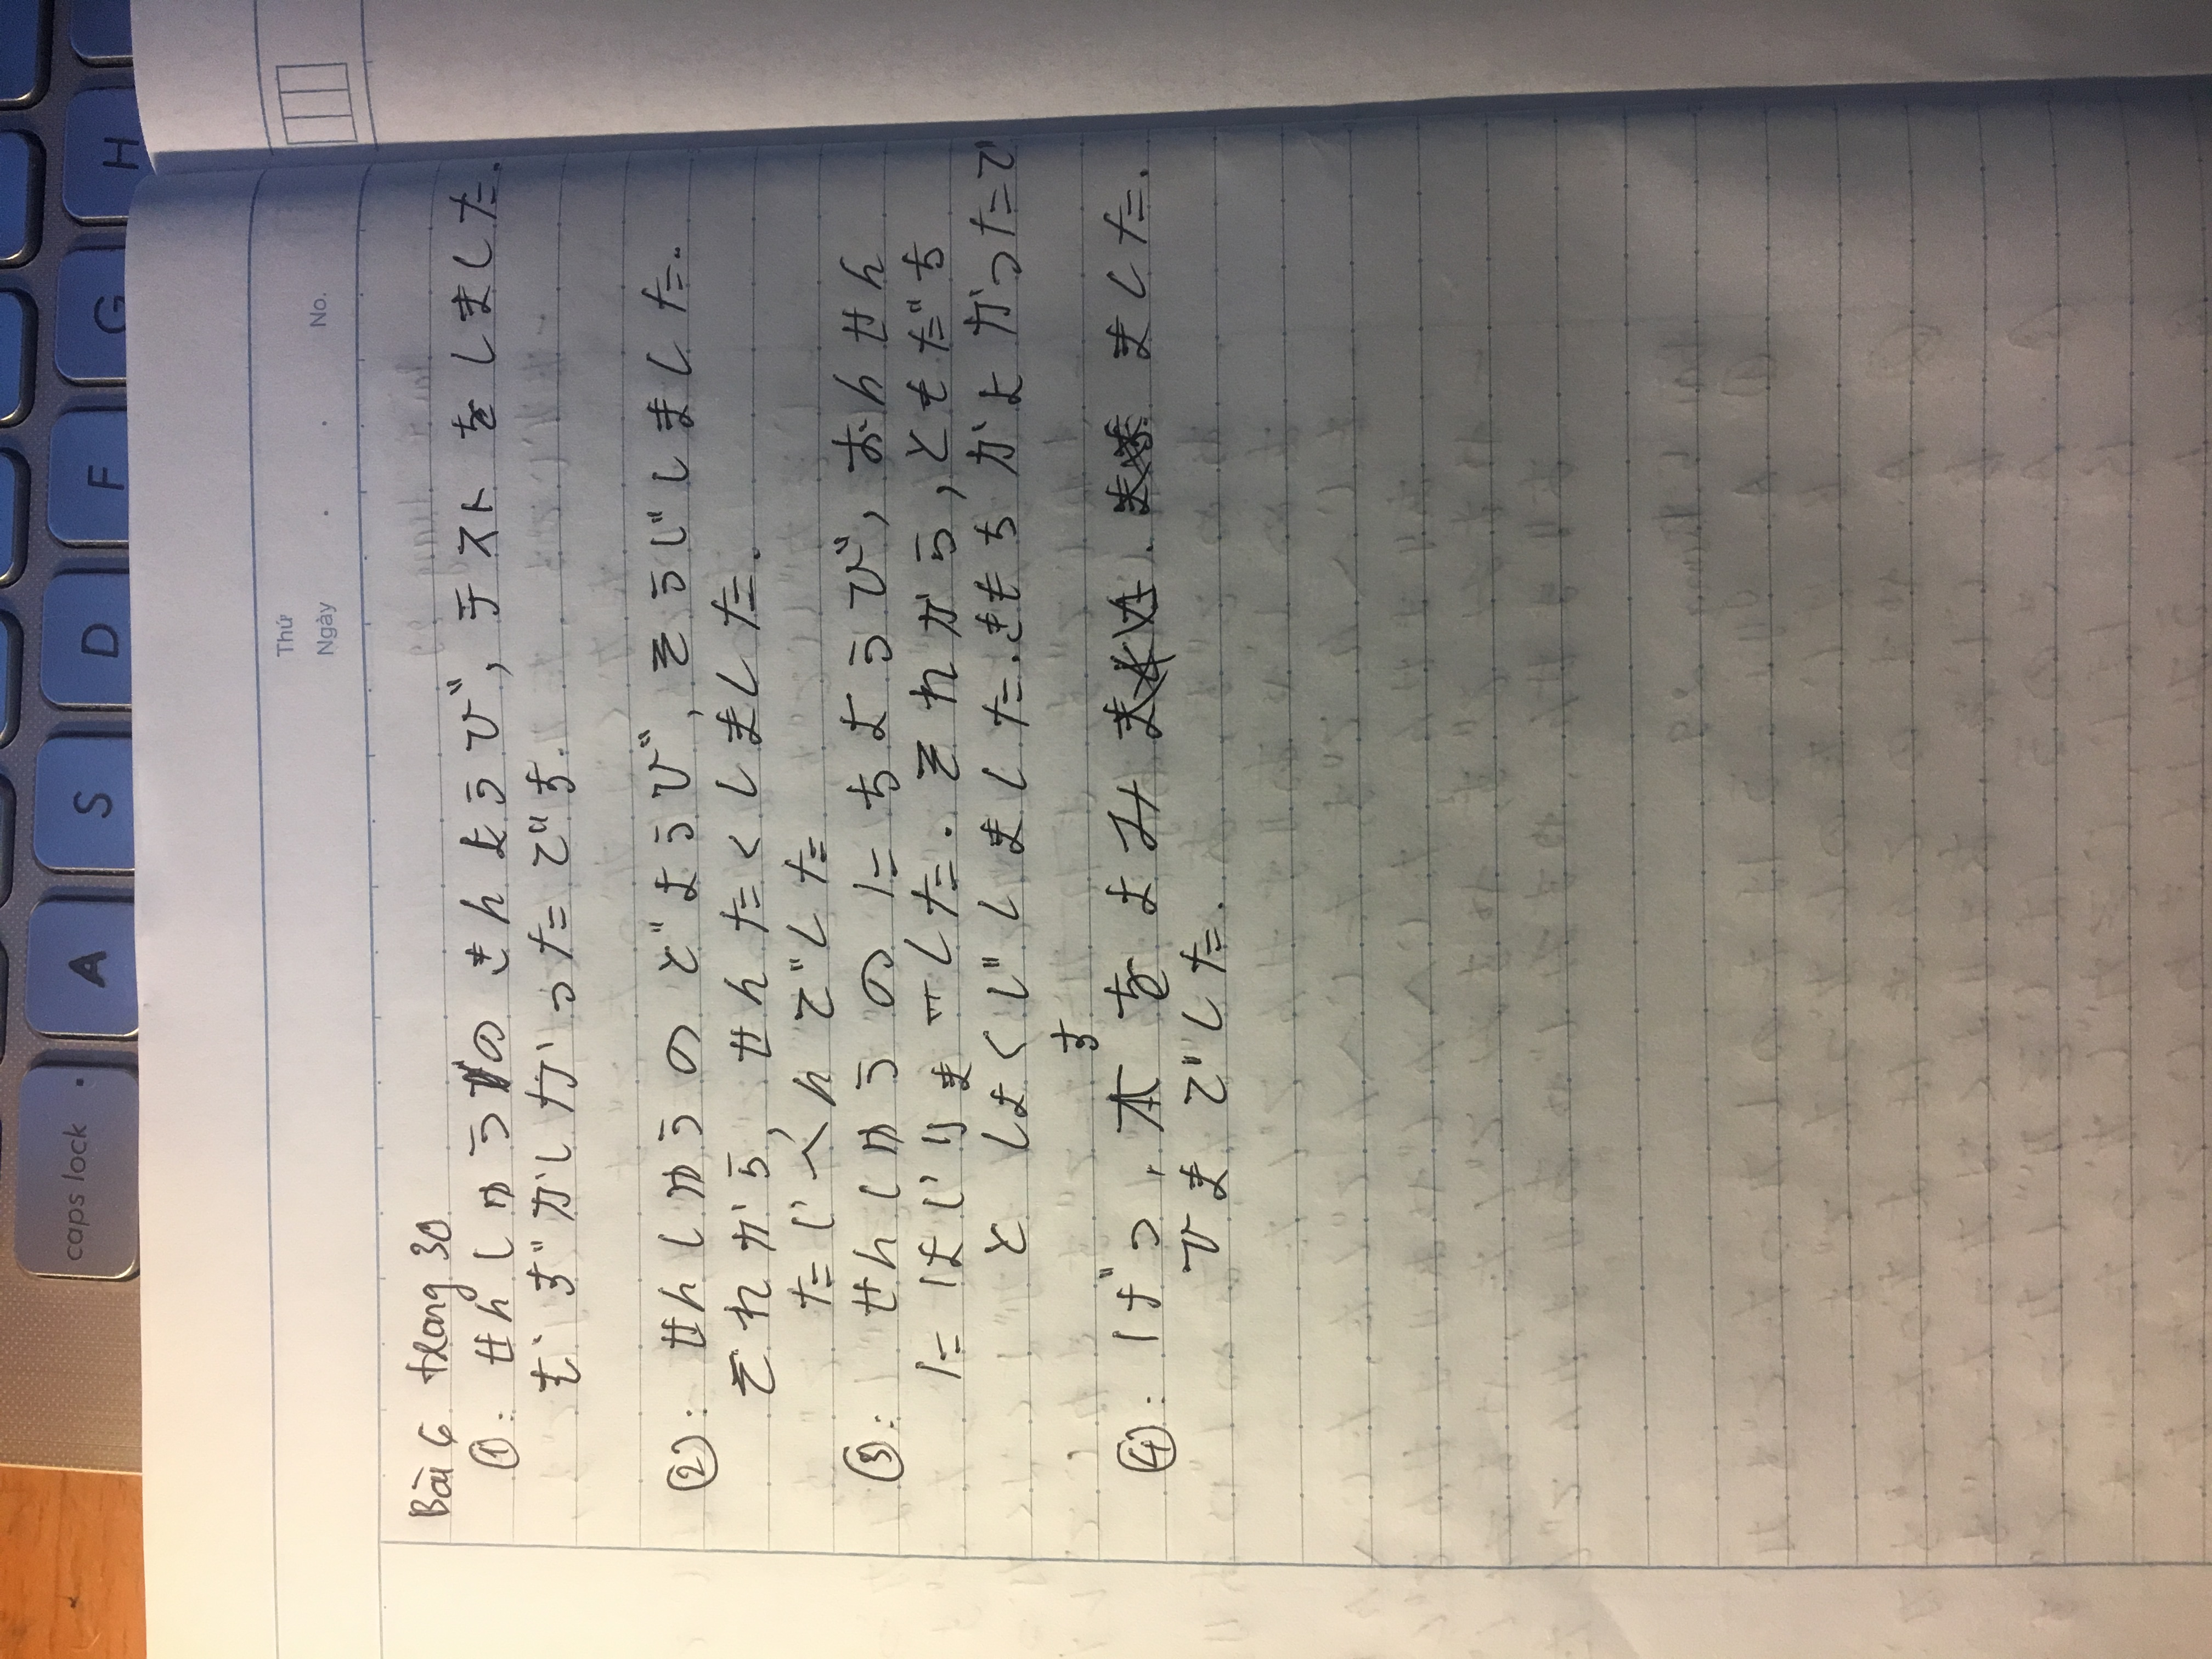 caps lock A S D F G H
Thứ
Ngày . . No.
Bài 6 trang 30
①: せんしゅうのきんようび, テストをしました.
むずかしかったです.
②: せんしゅうのどようび, そうじしました.
それから, せんたくしました.
たじへんでした
③: せんしゅうのにちようび, おんせん
にはじりました. それから, ともだち
としょくじしました. きもちがよかったで
す
④: げつ, 本をよみました.
ひまでした.